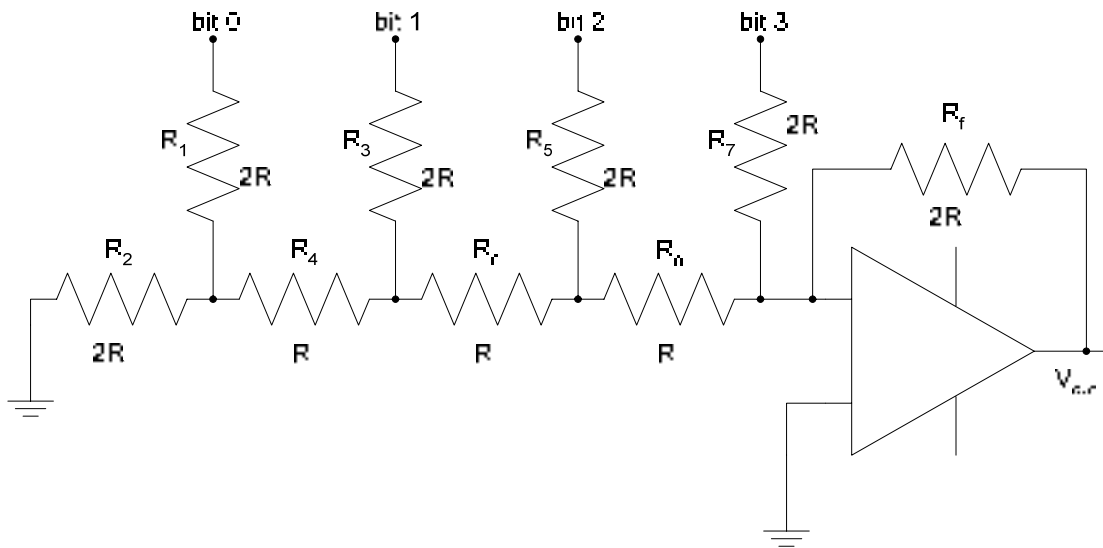 bit 0 bit 1 bit 2 bit 3
R1 2R
R3 2R
R5 2R
R7 2R
Rf 2R
R2 2R
R4 R
R
R